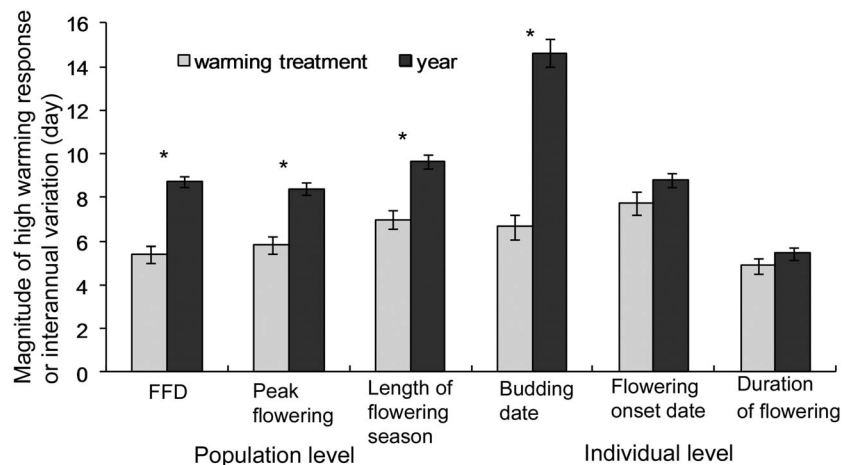 Magnitude of high warming response
or interannual variation (day)
16
14
12
10
8
6
4
2
0
warming treatment
year
*
*
*
*
FFD
Peak
flowering
Length of
flowering
season
Budding
date
Flowering
onset date
Duration
of flowering
Population level
Individual level